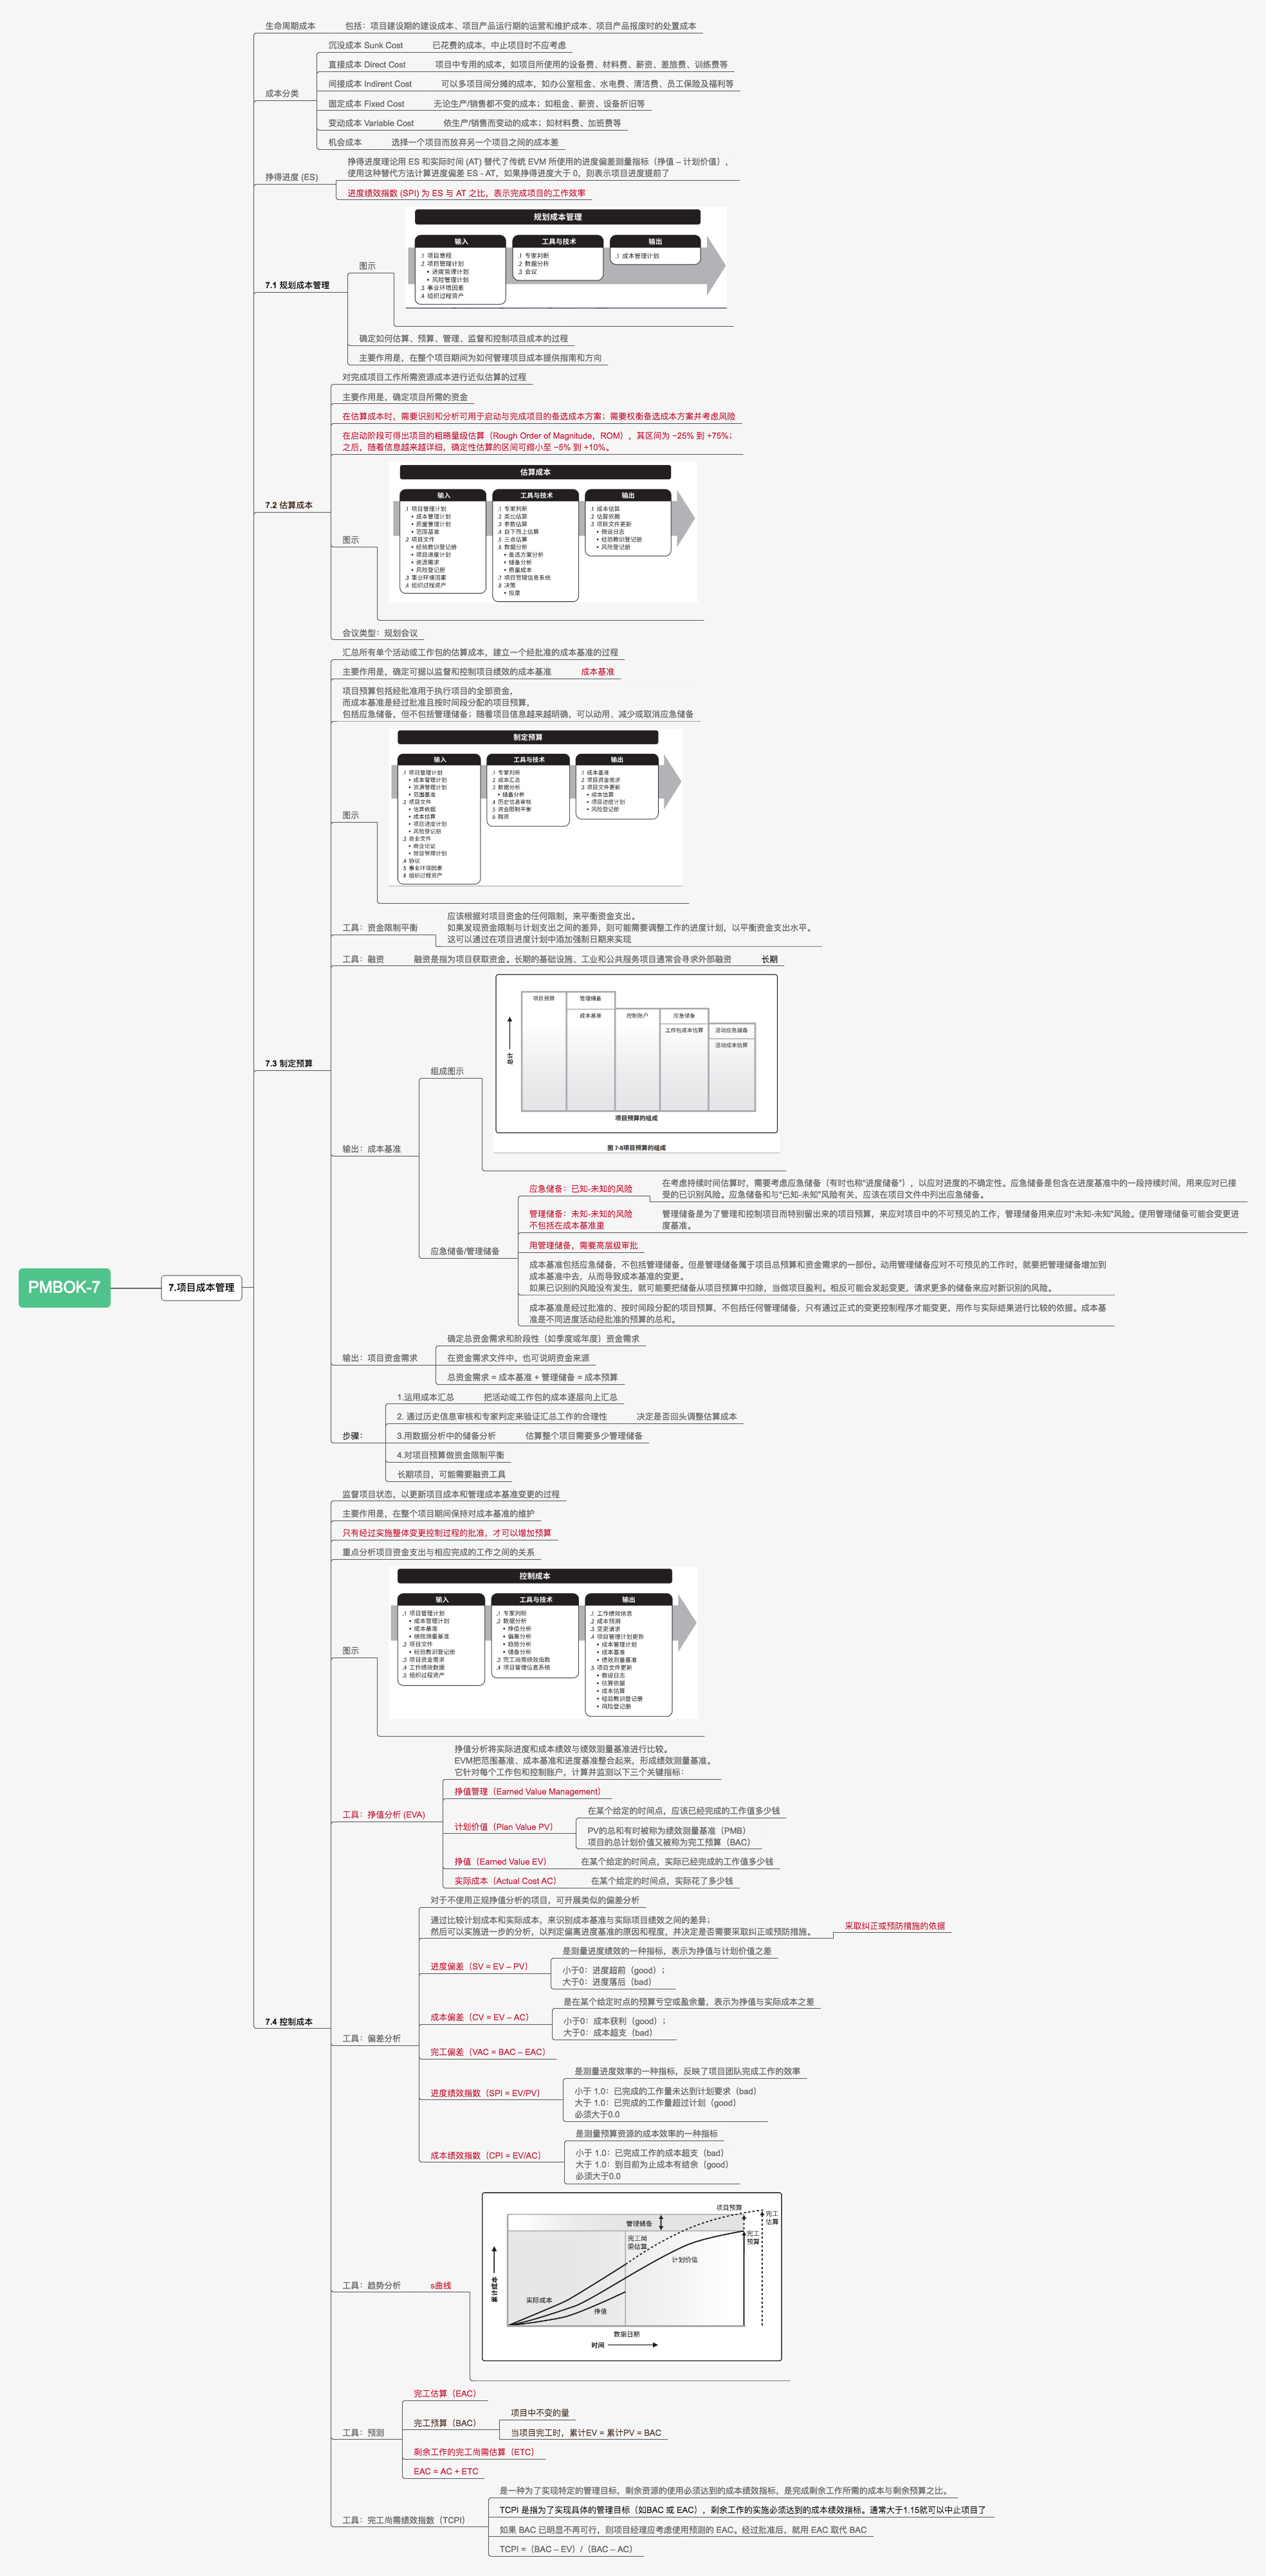 PMBOK-7
7.项目成本管理
生命周期成本
包括：项目建设期的建设成本、项目产品运行期的运营和维护成本、项目产品报废时的处置成本
成本分类
沉没成本 Sunk Cost
已花费的成本，中止项目时不应考虑
直接成本 Direct Cost
项目中专用的成本，如项目所使用的设备费、材料费、薪资、差旅费、训练费等
间接成本 Indirent Cost
可以多项目间分摊的成本，如办公室租金、水电费、清洁费、员工保险及福利等
固定成本 Fixed Cost
无论生产/销售都不变的成本；如租金、薪资、设备折旧等
变动成本 Variable Cost
依生产/销售而变动的成本；如材料费、加班费等
机会成本
选择一个项目而放弃另一个项目之间的成本差
挣得进度 (ES)
挣得进度理论用 ES 和实际时间 (AT) 替代了传统 EVM 所使用的进度偏差测量指标（挣值 – 计划价值），
使用这种替代方法计算进度偏差 ES - AT，如果挣得进度大于 0，则表示项目进度提前了
进度绩效指数 (SPI) 为 ES 与 AT 之比，表示完成项目的工作效率
7.1 规划成本管理
图示
规划成本管理
输入
.1 项目章程
.2 项目管理计划
• 进度管理计划
• 风险管理计划
.3 事业环境因素
.4 组织过程资产
工具与技术
.1 专家判断
.2 数据分析
.3 会议
输出
.1 成本管理计划
确定如何估算、预算、管理、监督和控制项目成本的过程
主要作用是，在整个项目期间为如何管理项目成本提供指南和方向
7.2 估算成本
对完成项目工作所需资源成本进行近似估算的过程
主要作用是，确定项目所需的资金
在估算成本时，需要识别和分析可用于启动与完成项目的备选成本方案；需要权衡备选成本方案并考虑风险
在启动阶段可得出项目的粗略量级估算（Rough Order of Magnitude，ROM），其区间为 −25% 到 +75%；
之后，随着信息越来越详细，确定性估算的区间可缩小至 −5% 到 +10%。
图示
估算成本
输入
.1 项目管理计划
• 成本管理计划
• 质量管理计划
• 范围基准
.2 项目文件
• 经验教训登记册
• 项目进度计划
• 资源需求
• 风险登记册
.3 事业环境因素
.4 组织过程资产
工具与技术
.1 专家判断
.2 类比估算
.3 参数估算
.4 自下而上估算
.5 三点估算
.6 数据分析
• 备选方案分析
• 储备分析
• 质量成本
.7 项目管理信息系统
.8 决策
• 投票
输出
.1 成本估算
.2 估算依据
.3 项目文件更新
• 假设日志
• 经验教训登记册
• 风险登记册
会议类型：规划会议
7.3 制定预算
汇总所有单个活动或工作包的估算成本，建立一个经批准的成本基准的过程
主要作用是，确定可据以监督和控制项目绩效的成本基准
成本基准
项目预算包括经批准用于执行项目的全部资金，
而成本基准是经过批准且按时间段分配的项目预算，
包括应急储备，但不包括管理储备；随着项目信息越来越明确，可以动用、减少或取消应急储备
图示
制定预算
输入
.1 项目管理计划
• 成本管理计划
• 资源管理计划
• 范围基准
.2 项目文件
• 估算依据
• 成本估算
• 项目进度计划
• 风险登记册
.3 商业文件
• 商业论证
• 效益管理计划
.4 协议
.5 事业环境因素
.6 组织过程资产
工具与技术
.1 专家判断
.2 成本汇总
.3 数据分析
• 储备分析
.4 历史信息审核
.5 资金限制平衡
.6 融资
输出
.1 成本基准
.2 项目资金需求
.3 项目文件更新
• 成本估算
• 项目进度计划
• 风险登记册
工具：资金限制平衡
应该根据对项目资金的任何限制，来平衡资金支出。
如果发现资金限制与计划支出之间的差异，则可能需要调整工作的进度计划，以平衡资金支出水平。
这可以通过在项目进度计划中添加强制日期来实现
工具：融资
融资是指为项目获取资金。长期的基础设施、工业和公共服务项目通常会寻求外部融资
长期
输出：成本基准
组成图示
项目预算
管理储备
成本基准
控制账户
应急储备
工作包成本估算
活动应急储备
活动成本估算
总计
项目预算的组成
图 7-8项目预算的组成
应急储备/管理储备
应急储备：已知-未知的风险
在考虑持续时间估算时，需要考虑应急储备（有时也称“进度储备”），以应对进度的不确定性。应急储备是包含在进度基准中的一段持续时间，用来应对已接
受的已识别风险。应急储备和与“已知-未知”风险有关，应该在项目文件中列出应急储备。
管理储备：未知-未知的风险
不包括在成本基准里
管理储备是为了管理和控制项目而特别留出来的项目预算，来应对项目中的不可预见的工作，管理储备用来应对“未知-未知”风险。使用管理储备可能会变更进
度基准。
用管理储备，需要高层级审批
成本基准包括应急储备，不包括管理储备。但是管理储备属于项目总预算和资金需求的一部份。动用管理储备应对不可预见的工作时，就要把管理储备增加到
成本基准中去，从而导致成本基准的变更。
如果已识别的风险没有发生，就可能要把储备从项目预算中扣除，当做项目盈利。相反可能会发起变更，请求更多的储备来应对新识别的风险。
成本基准是经过批准的、按时间段分配的项目预算，不包括任何管理储备，只有通过正式的变更控制程序才能变更，用作与实际结果进行比较的依据。成本基
准是不同进度活动经批准的预算的总和。
输出：项目资金需求
确定总资金需求和阶段性（如季度或年度）资金需求
在资金需求文件中，也可说明资金来源
总资金需求 = 成本基准 + 管理储备 = 成本预算
步骤：
1.运用成本汇总
把活动或工作包的成本逐层向上汇总
2. 通过历史信息审核和专家判定来验证汇总工作的合理性
决定是否回头调整估算成本
3.用数据分析中的储备分析
估算整个项目需要多少管理储备
4.对项目预算做资金限制平衡
长期项目，可能需要融资工具
7.4 控制成本
监督项目状态，以更新项目成本和管理成本基准变更的过程
主要作用是，在整个项目期间保持对成本基准的维护
只有经过实施整体变更控制过程的批准，才可以增加预算
重点分析项目资金支出与相应完成的工作之间的关系
图示
控制成本
输入
.1 项目管理计划
• 成本管理计划
• 成本基准
• 绩效测量基准
.2 项目文件
• 经验教训登记册
.3 项目资金需求
.4 工作绩效数据
.5 组织过程资产
工具与技术
.1 专家判断
.2 数据分析
• 挣值分析
• 偏差分析
• 趋势分析
• 储备分析
.3 完工尚需绩效指数
.4 项目管理信息系统
输出
.1 工作绩效信息
.2 成本预测
.3 变更请求
.4 项目管理计划更新
• 成本管理计划
• 成本基准
• 绩效测量基准
.5 项目文件更新
• 假设日志
• 估算依据
• 成本估算
• 经验教训登记册
• 风险登记册
工具：挣值分析 (EVA)
挣值分析将实际进度和成本绩效与绩效测量基准进行比较。
EVM把范围基准、成本基准和进度基准整合起来，形成绩效测量基准。
它针对每个工作包和控制账户，计算并监测以下三个关键指标：
挣值管理（Earned Value Management）
计划价值（Plan Value PV）
在某个给定的时间点，应该已经完成的工作值多少钱
PV的总和有时被称为绩效测量基准（PMB）
项目的总计划价值又被称为完工预算（BAC）
挣值（Earned Value EV）
在某个给定的时间点，实际已经完成的工作值多少钱
实际成本（Actual Cost AC）
在某个给定的时间点，实际花了多少钱
工具：偏差分析
对于不使用正规挣值分析的项目，可开展类似的偏差分析
通过比较计划成本和实际成本，来识别成本基准与实际项目绩效之间的差异；
然后可以实施进一步的分析，以判定偏离进度基准的原因和程度，并决定是否需要采取纠正或预防措施。
采取纠正或预防措施的依据
进度偏差（SV = EV – PV）
是测量进度绩效的一种指标，表示为挣值与计划价值之差
小于0：进度超前（good）；
大于0：进度落后（bad）
成本偏差（CV = EV – AC）
是在某个给定时点的预算亏空或盈余量，表示为挣值与实际成本之差
小于0：成本获利（good）；
大于0：成本超支（bad）
完工偏差（VAC = BAC – EAC）
进度绩效指数（SPI = EV/PV）
是测量进度效率的一种指标，反映了项目团队完成工作的效率
小于 1.0：已完成的工作量未达到计划要求（bad）
大于 1.0：已完成的工作量超过计划（good）
必须大于0.0
成本绩效指数（CPI = EV/AC）
是测量预算资源的成本效率的一种指标
小于 1.0：已完成工作的成本超支（bad）
大于 1.0：到目前为止成本有结余（good）
必须大于0.0
工具：趋势分析
s曲线
项目预算
管理储备
完工
估算
完工尚
需估算
完工
预算
计划价值
累计成本
实际成本
挣值
数据日期
时间
工具：预测
完工估算（EAC）
完工预算（BAC）
项目中不变的量
当项目完工时，累计EV = 累计PV = BAC
剩余工作的完工尚需估算（ETC）
EAC = AC + ETC
工具：完工尚需绩效指数（TCPI）
是一种为了实现特定的管理目标，剩余资源的使用必须达到的成本绩效指标，是完成剩余工作所需的成本与剩余预算之比。
TCPI 是指为了实现具体的管理目标（如BAC 或 EAC），剩余工作的实施必须达到的成本绩效指标。通常大于1.15就可以中止项目了
如果 BAC 已明显不再可行，则项目经理应考虑使用预测的 EAC。经过批准后，就用 EAC 取代 BAC
TCPI =（BAC – EV）/（BAC – AC）